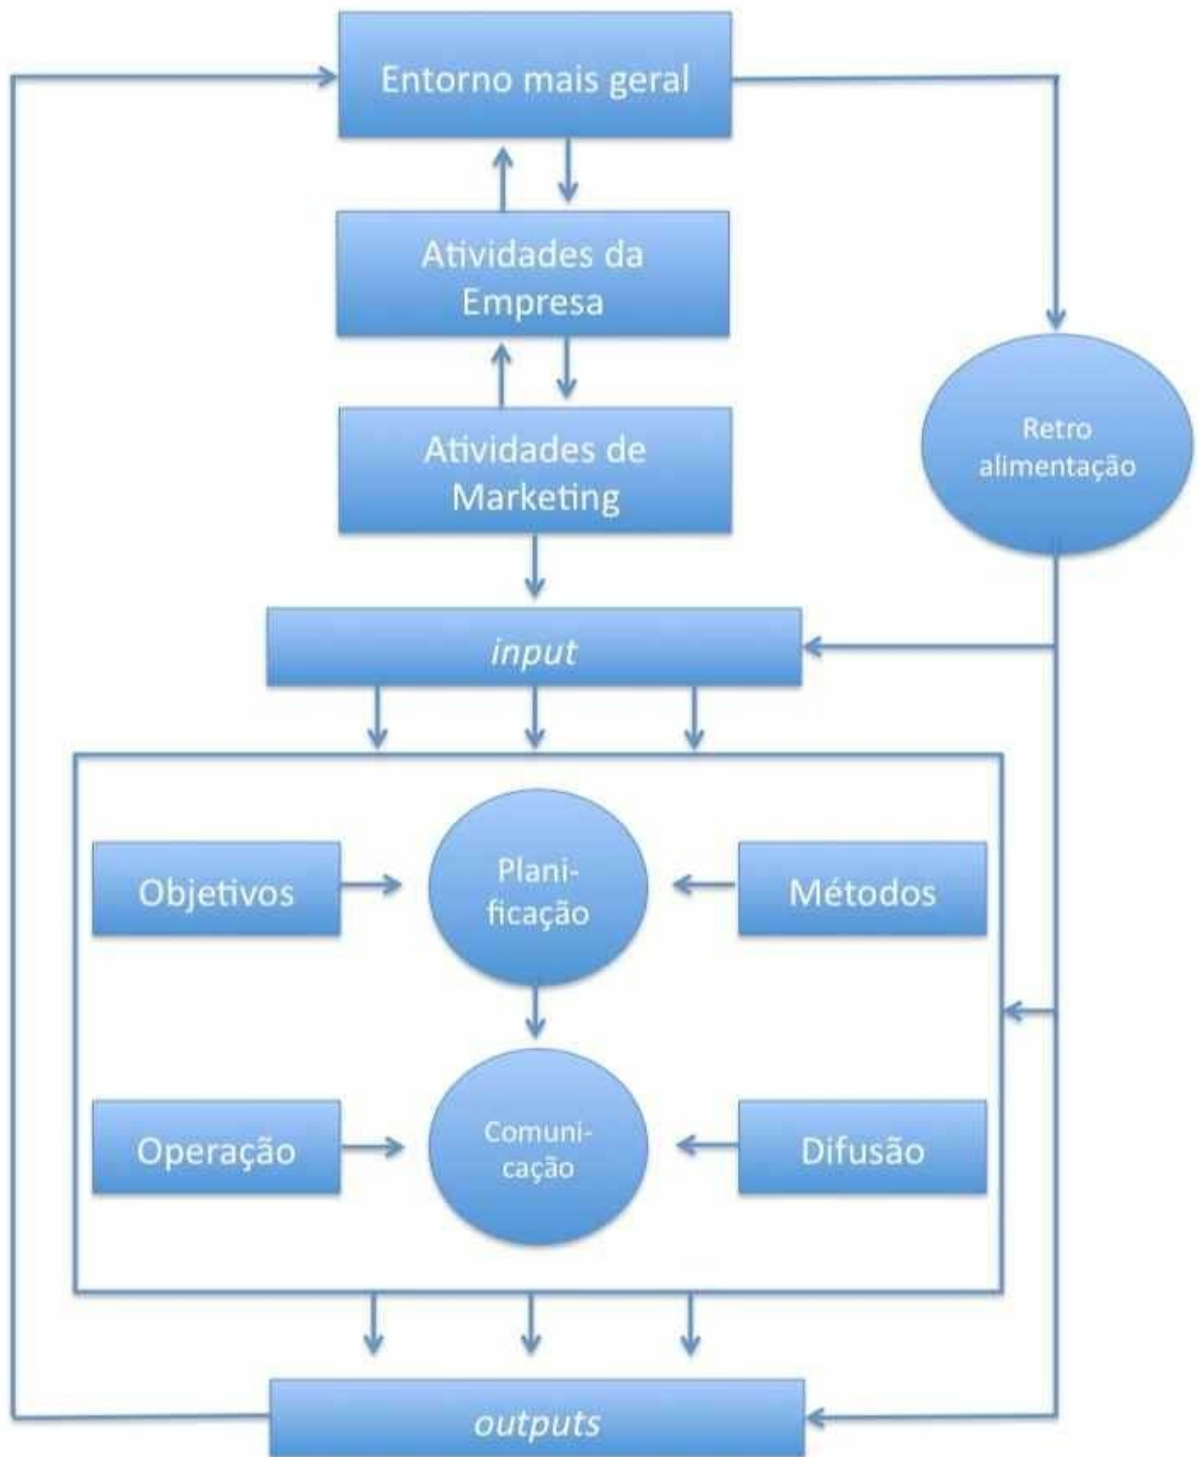 Entorno mais geral
Atividades da
Empresa
Atividades de
Marketing
Retro
alimentação
input
Objetivos
Plani-
ficação
Métodos
Operação
Comuni-
cação
Difusão
outputs